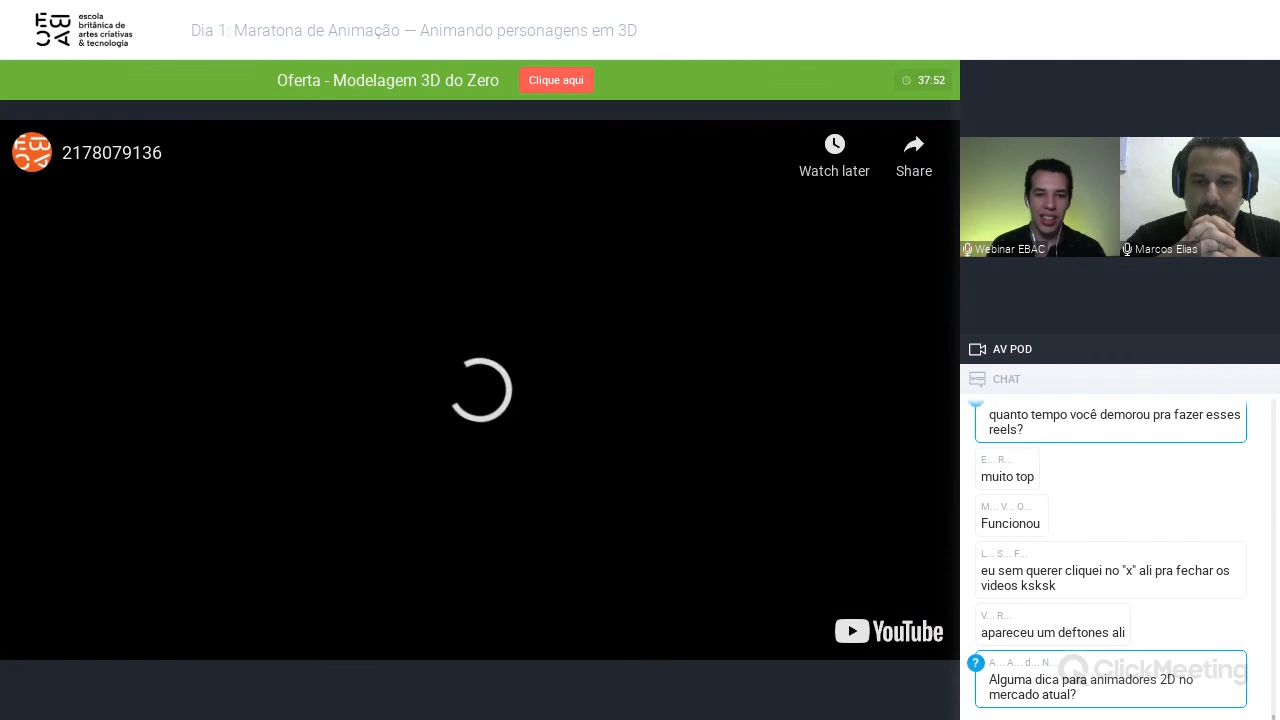 EBAC
escola
britânica de
artes criativas
& tecnologia
Dia 1: Maratona de Animação — Animando personagens em 3D
Oferta - Modelagem 3D do Zero
Clique aqui
37:52
2178079136
Watch later
Share
YouTube
Webinar EBAC
Marcos Elias
AV POD
CHAT
quanto tempo você demorou pra fazer esses
reels?
E... R...
muito top
M... V... O...
Funcionou
L... S... F...
eu sem querer cliquei no "x" ali pra fechar os
videos ksksk
V... R...
apareceu um deftones ali
?
A... A... d... N...
ClickMeeting
Alguma dica para animadores 2D no
mercado atual?